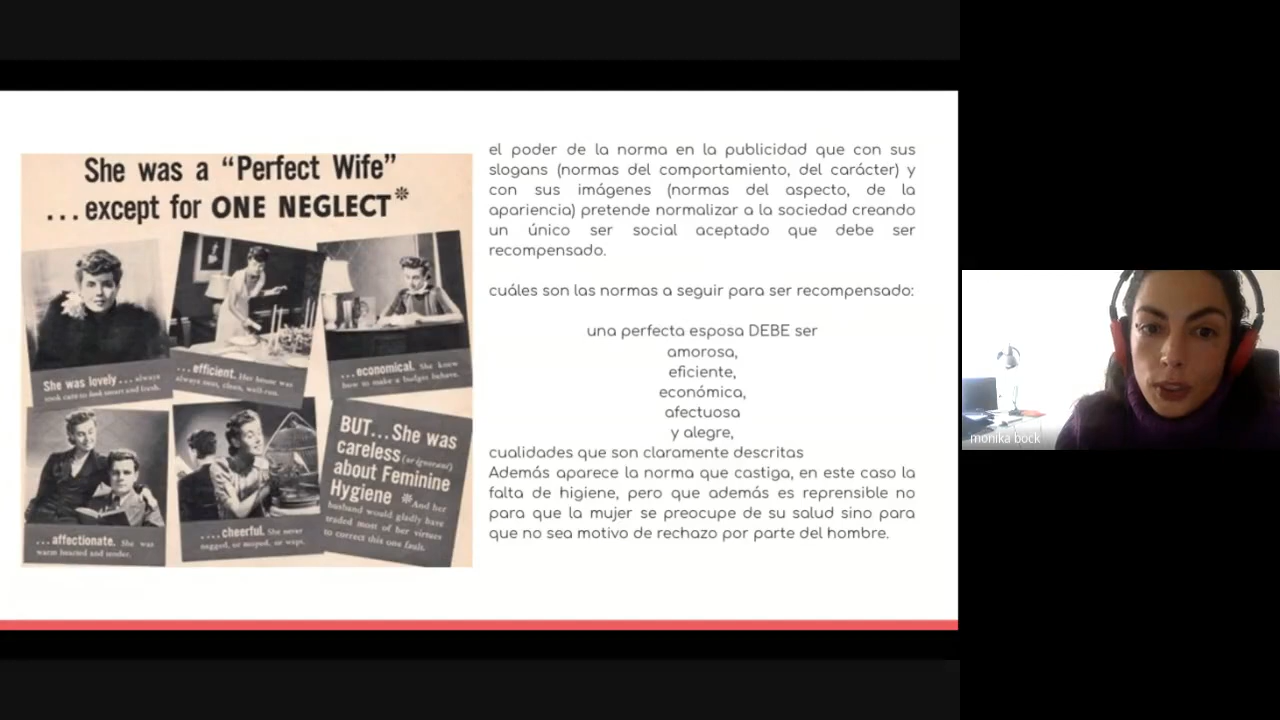 She was a “Perfect Wife”
...except for ONE NEGLECT*
She was lovely... always
took care to look smart and fresh.
...efficient. Her house was
always neat, clean, well-run.
...economical. She knew
how to make a budget behave.
...affectionate. She was
warm hearted and tender.
....cheerful. She never
nagged, or moped, or wept.
BUT...She was
careless (or ignorant)
about Feminine
Hygiene *And her
husband would gladly have
traded most of her virtues
to correct this one fault.
el poder de la norma en la publicidad que con sus
slogans (normas del comportamiento, del carácter) y
con sus imágenes (normas del aspecto, de la
apariencia) pretende normalizar a la sociedad creando
un único ser social aceptado que debe ser
recompensado.
cuáles son las normas a seguir para ser recompensado:
una perfecta esposa DEBE ser
amorosa,
eficiente,
económica,
afectuosa
y alegre,
cualidades que son claramente descritas
Además aparece la norma que castiga, en este caso la
falta de higiene, pero que además es reprensible no
para que la mujer se preocupe de su salud sino para
que no sea motivo de rechazo por parte del hombre.
monika bock